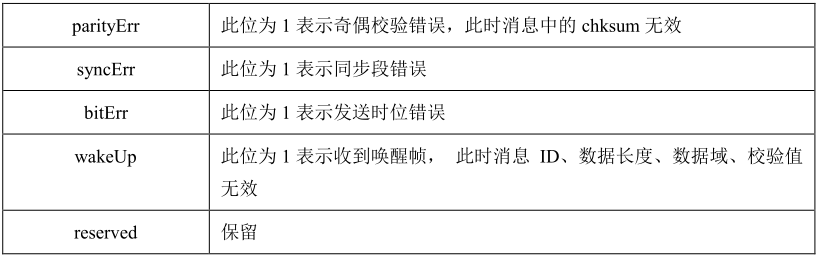 parityErr 此位为 1 表示奇偶校验错误，此时消息中的 chksum 无效
syncErr 此位为 1 表示同步段错误
bitErr 此位为 1 表示发送时位错误
wakeUp 此位为 1 表示收到唤醒帧， 此时消息 ID、数据长度、数据域、校验值
无效
reserved 保留